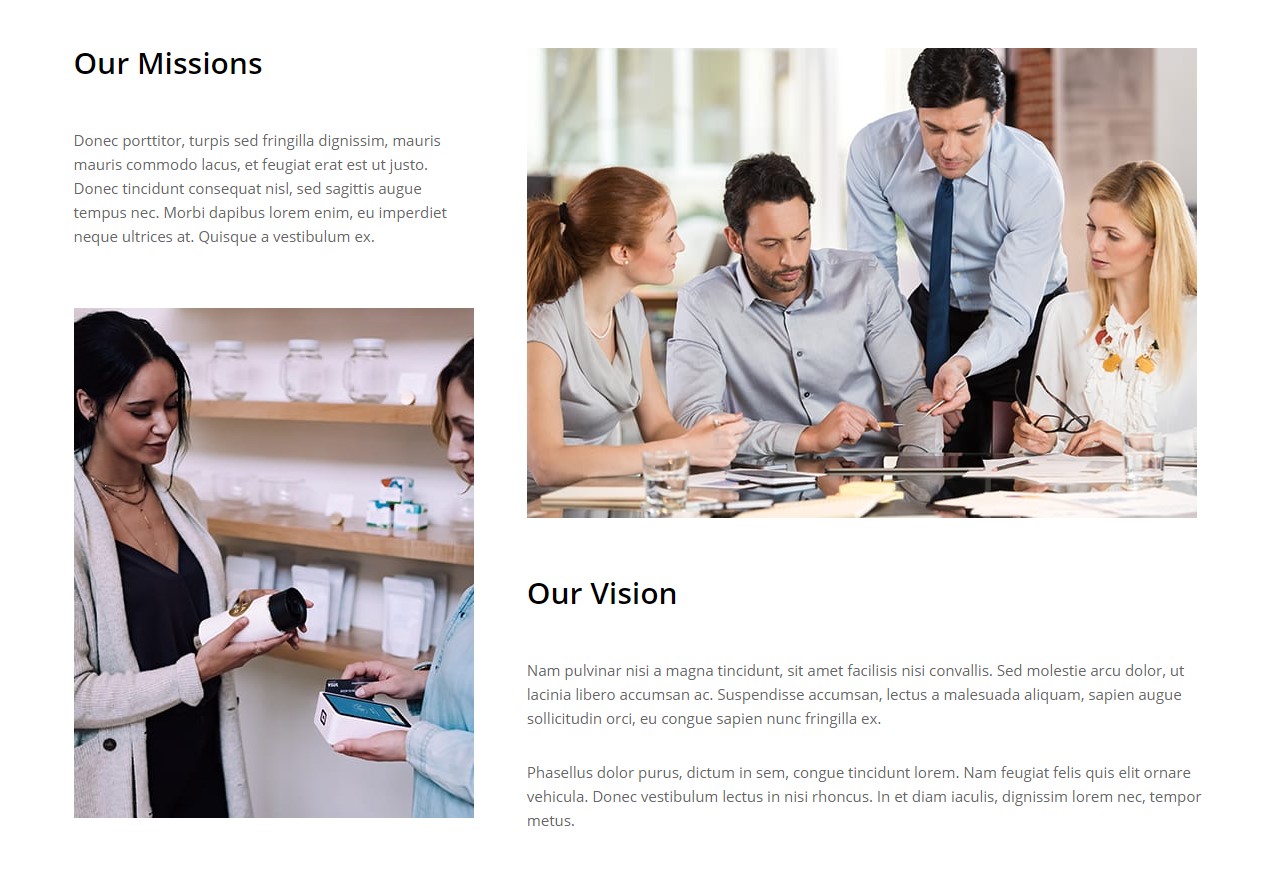 Our Missions
Donec porttitor, turpis sed fringilla dignissim, mauris
mauris commodo lacus, et feugiat erat est ut justo.
Donec tincidunt consequat nisl, sed sagittis augue
tempus nec. Morbi dapibus lorem enim, eu imperdiet
neque ultrices at. Quisque a vestibulum ex.
VISA
Our Vision
Nam pulvinar nisi a magna tincidunt, sit amet facilisis nisi convallis. Sed molestie arcu dolor, ut
lacinia libero accumsan ac. Suspendisse accumsan, lectus a malesuada aliquam, sapien augue
sollicitudin orci, eu congue sapien nunc fringilla ex.
Phasellus dolor purus, dictum in sem, congue tincidunt lorem. Nam feugiat felis quis elit ornare
vehicula. Donec vestibulum lectus in nisi rhoncus. In et diam iaculis, dignissim lorem nec, tempor
metus.